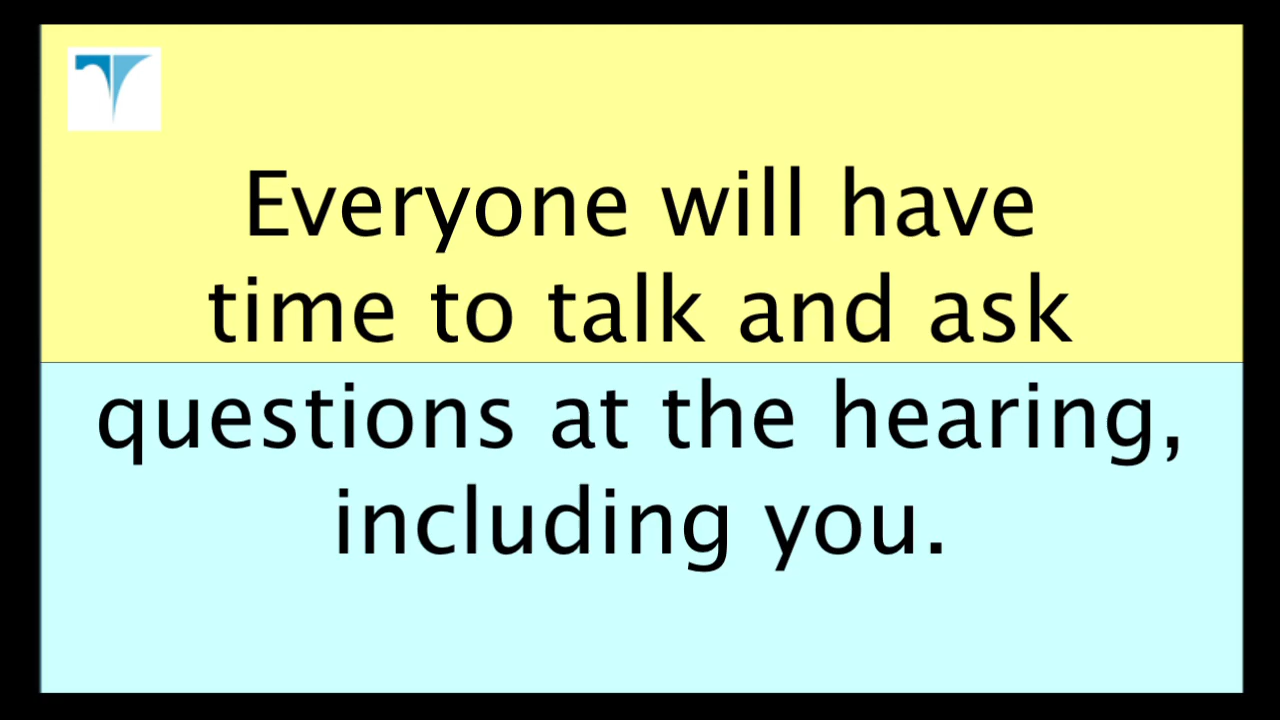 Everyone will have
time to talk and ask
questions at the hearing,
including you.